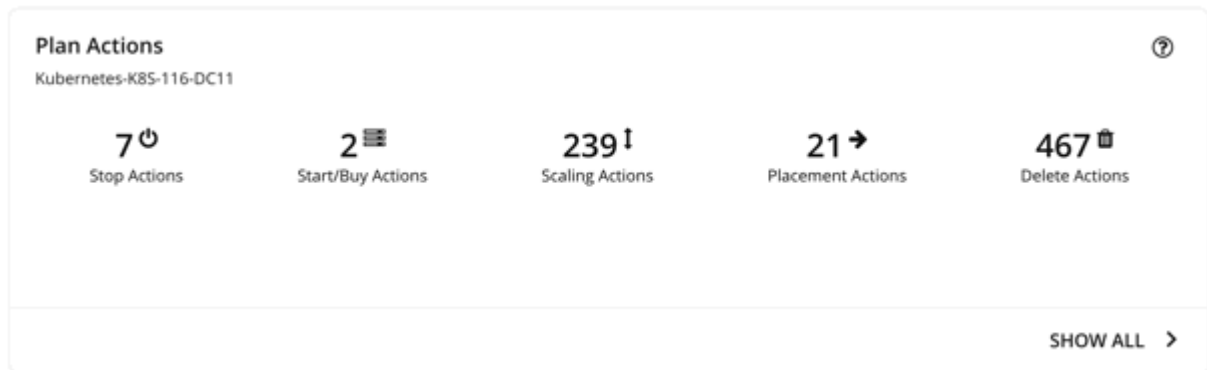 Plan Actions
Kubernetes-K8S-116-DC11
7
Stop Actions
2
Start/Buy Actions
239
Scaling Actions
21
Placement Actions
467
Delete Actions
SHOW ALL